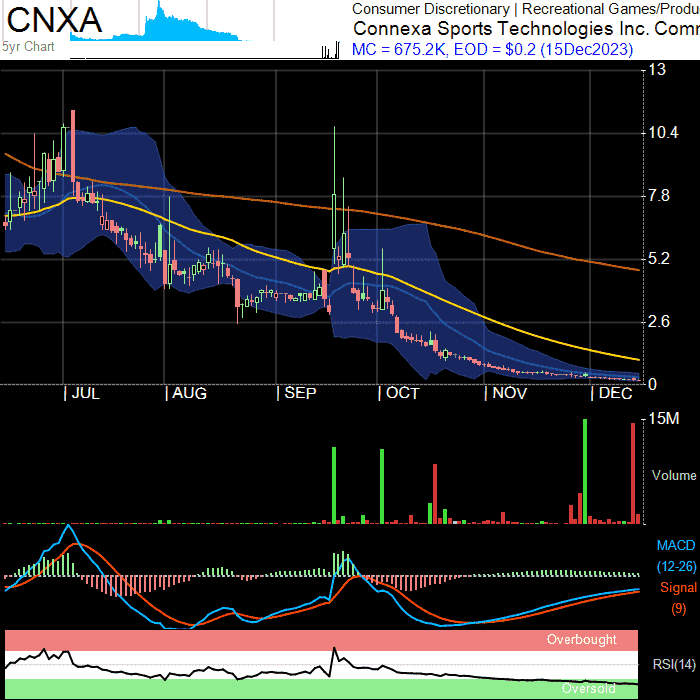 CNXA
Consumer Discretionary | Recreational Games/Produ
Connexa Sports Technologies Inc. Comm
5yr Chart
MC = 675.2K, EOD = $0.2 (15Dec2023)
13
10.4
7.8
5.2
2.6
0
| JUL
| AUG
| SEP
| OCT
| NOV
| DEC
15M
Volume
MACD
(12-26)
Signal
(9)
Overbought
RSI(14)
Oversold